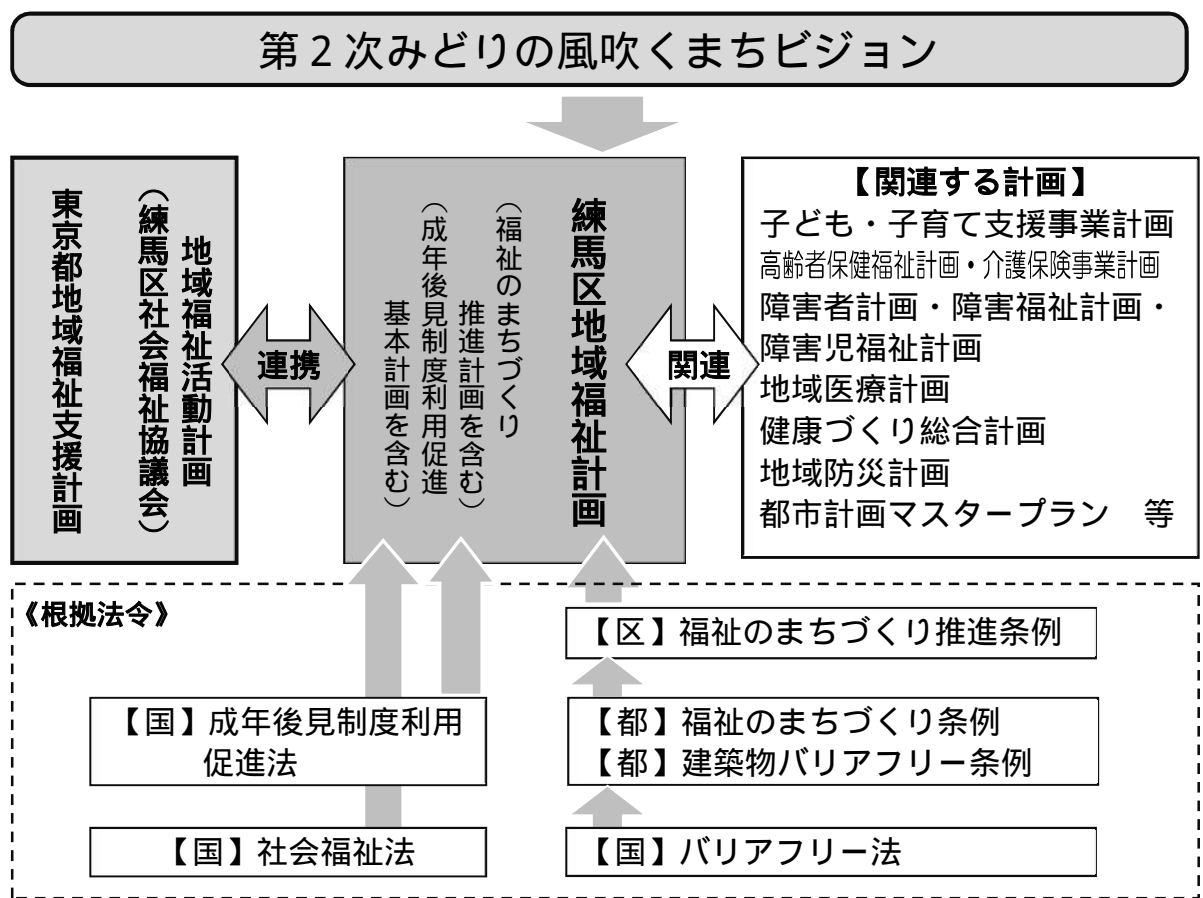 第2次みどりの風吹くまちビジョン
地域福祉活動計画
（練馬区社会福祉協議会）
東京都地域福祉支援計画
連携
練馬区地域福祉計画
（福祉のまちづくり
推進計画を含む）
（成年後見制度利用促進
基本計画を含む）
関連
【関連する計画】
子ども・子育て支援事業計画
高齢者保健福祉計画・介護保険事業計画
障害者計画・障害福祉計画・
障害児福祉計画
地域医療計画
健康づくり総合計画
地域防災計画
都市計画マスタープラン　等
《根拠法令》
【区】福祉のまちづくり推進条例
【国】成年後見制度利用
促進法
【都】福祉のまちづくり条例
【都】建築物バリアフリー条例
【国】社会福祉法
【国】バリアフリー法